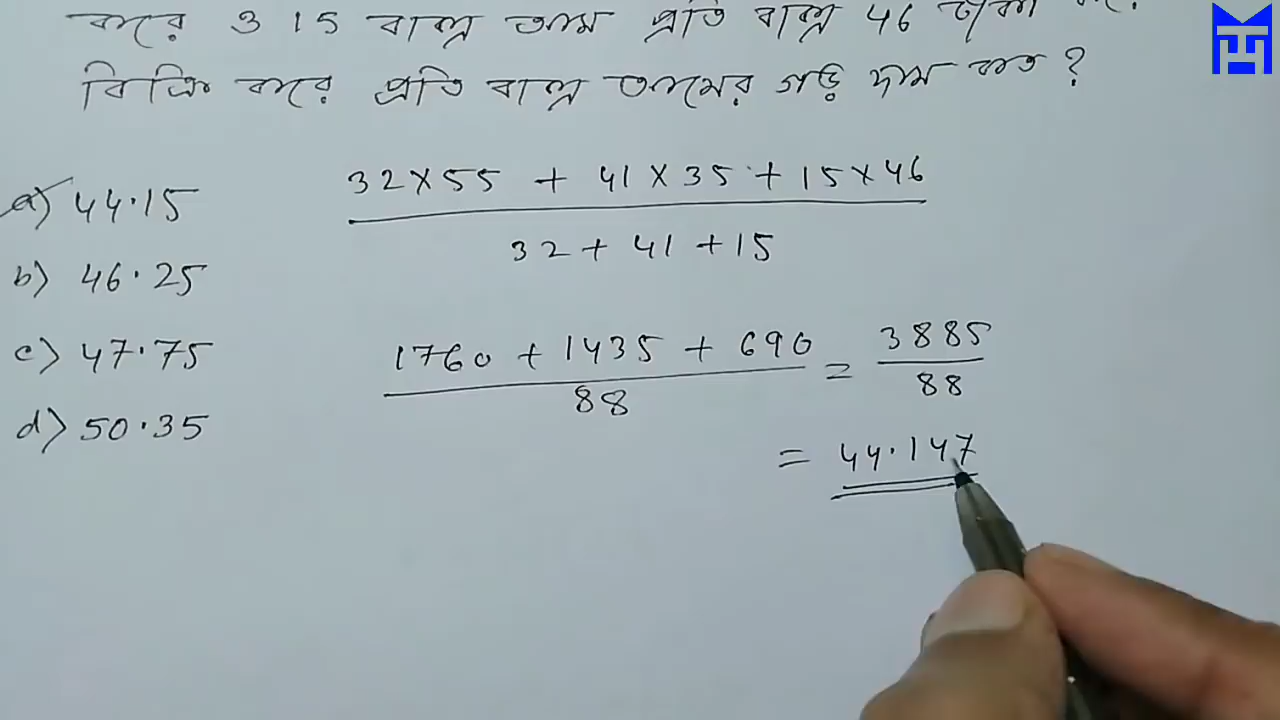 করে ও 15 বাক্স আম প্রতি বাক্স 46 টাকা
বিক্রি করে প্রতি বাক্স আমের গড় দাম কত ?
a) 44.15
32×55 + 41×35 + 15×46
32 + 41 + 15
b) 46.25
c) 47.75
1760 + 1435 + 690 = 3885
88 88
d) 50.35
= 44.147